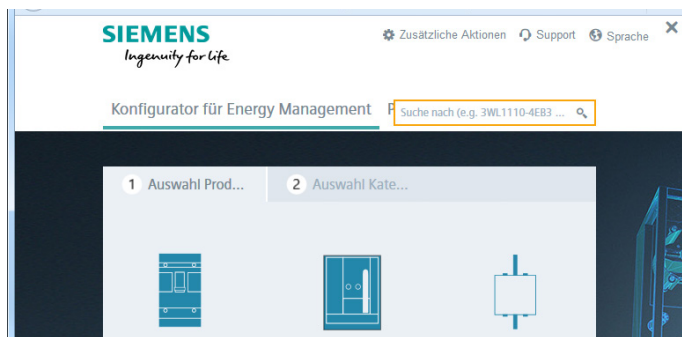 SIEMENS
Ingenuity for life
Zusätzliche Aktionen Support Sprache
Konfigurator für Energy Management P
Suche nach (e.g. 3WL1110-4EB3 ...
1 Auswahl Prod...
2 Auswahl Kate...